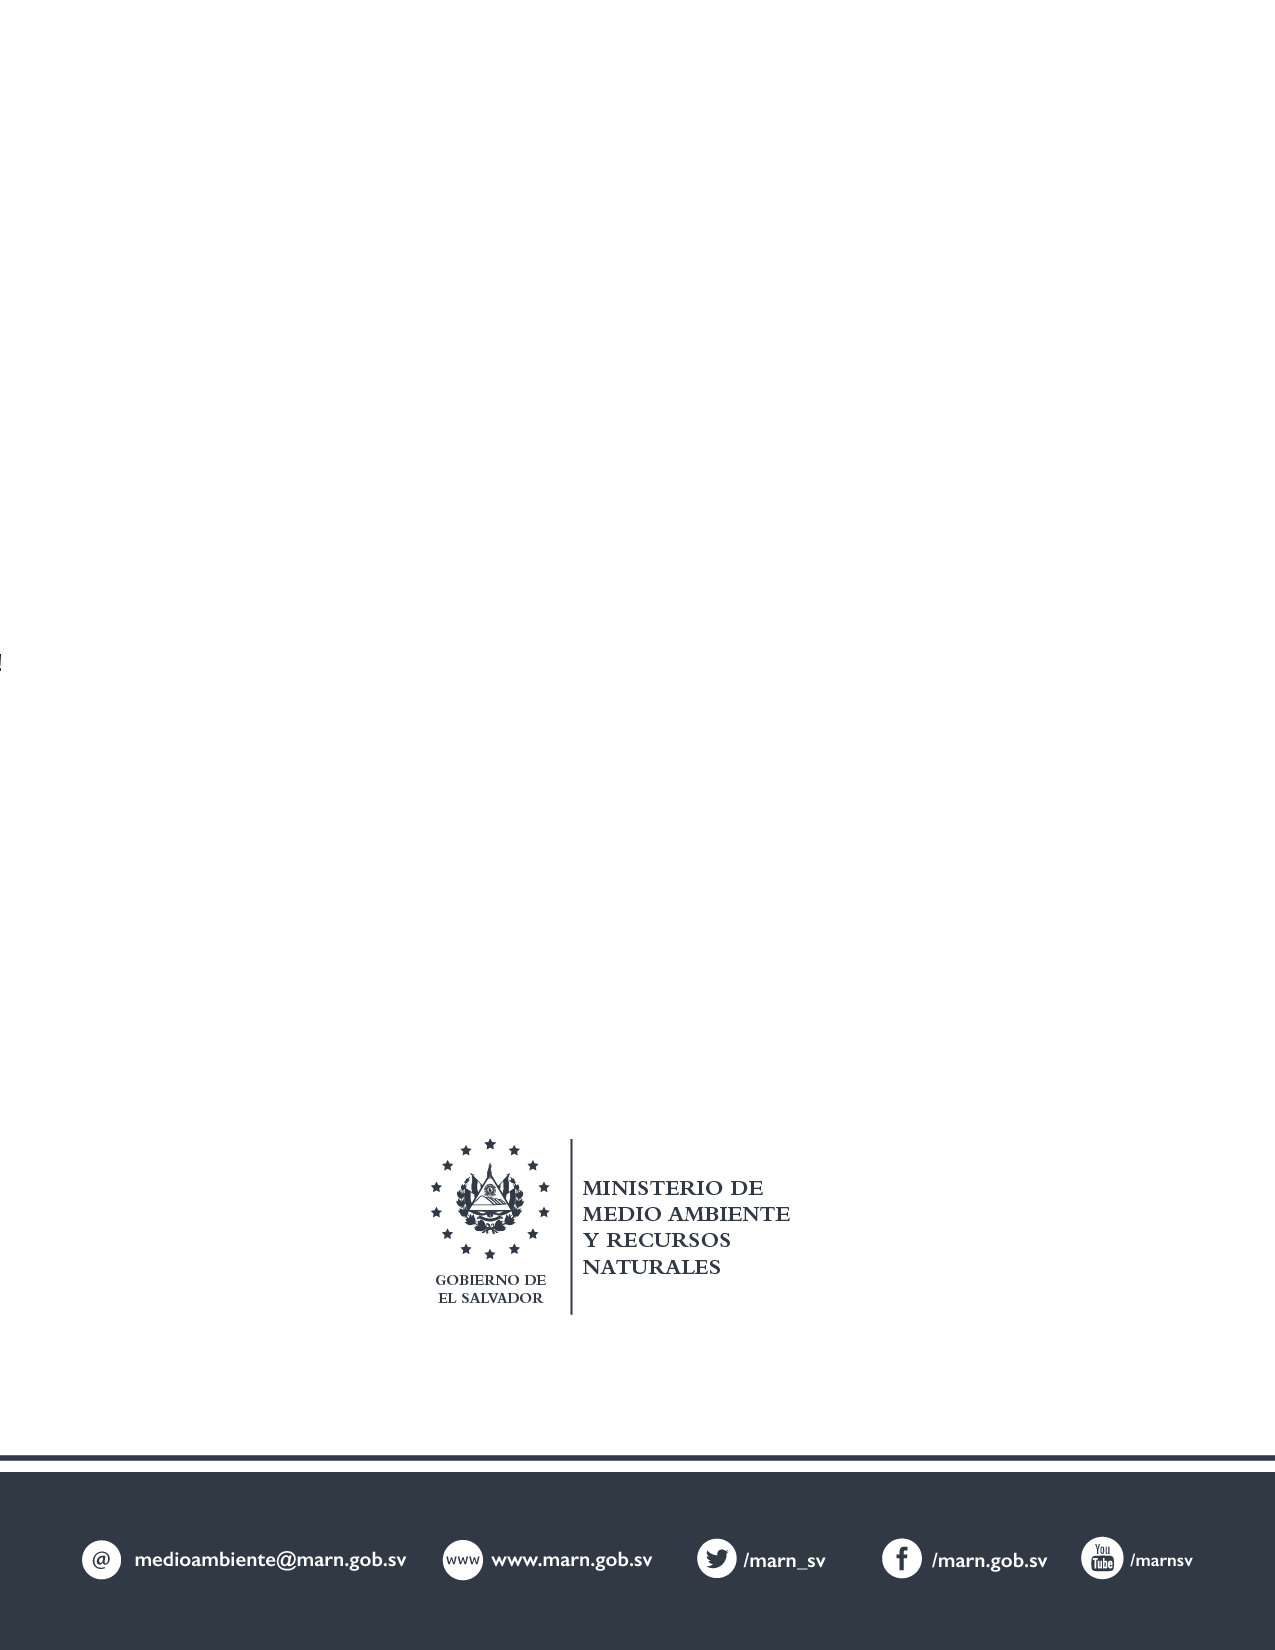 !
MINISTERIO DE
MEDIO AMBIENTE
Y RECURSOS
NATURALES
GOBIERNO DE
EL SALVADOR
@ medioambiente@marn.gob.sv www www.marn.gob.sv /marn_sv f /marn.gob.sv You Tube /marnsv